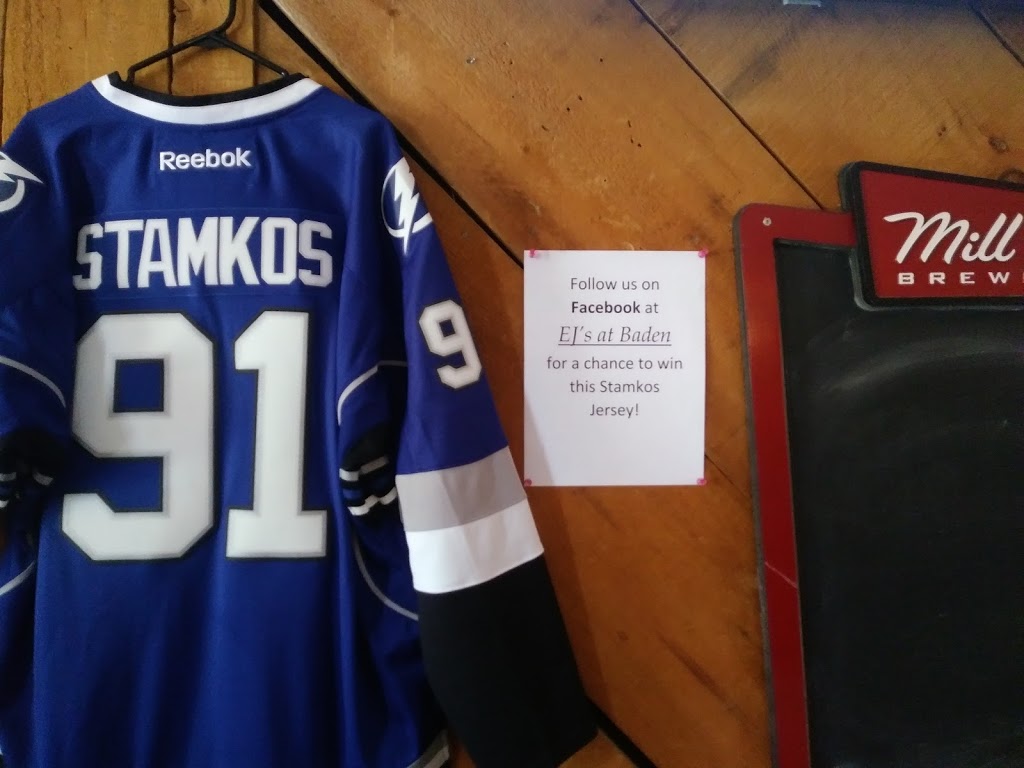 Reebok
STAMKOS
91
9
Follow us on
Facebook at
EJ's at Baden
for a chance to win
this Stamkos
Jersey!
Mill
BREW